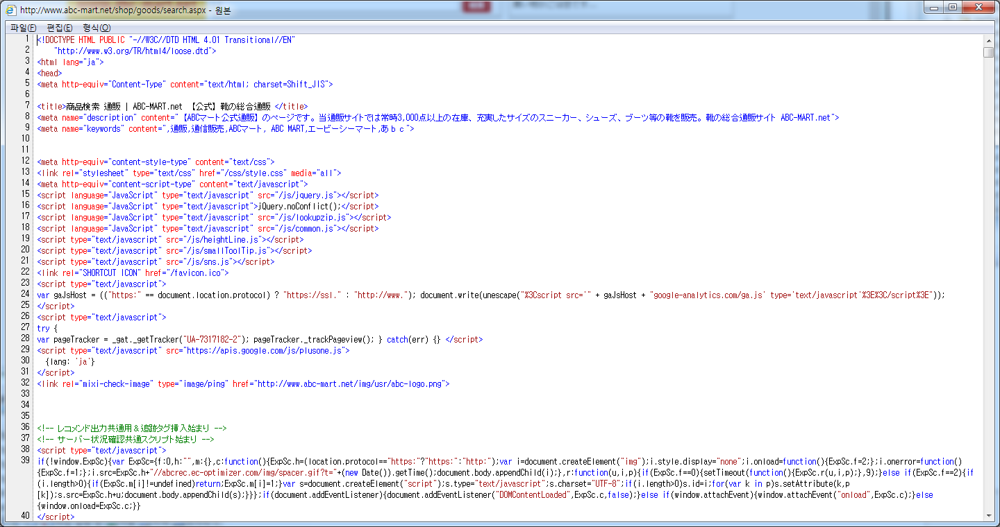 http://www.abc-mart.net/shop/goods/search.aspx - 원본
파일(F) 편집(E) 형식(O)
1 <!DOCTYPE HTML PUBLIC "-//W3C//DTD HTML 4.01 Transitional//EN"
2 "http://www.w3.org/TR/html4/loose.dtd">
3 <html lang="ja">
4 <head>
5 <meta http-equiv="Content-Type" content="text/html; charset=Shift_JIS">
6
7 <title>商品検索 通販 | ABC-MART.net 【公式】靴の総合通販 </title>
8 <meta name="description" content="【ABCマート公式通販】のページです。当通販サイトでは常時3,000点以上の在庫、充実したサイズのスニーカー、シューズ、ブーツ等の靴を販売。靴の総合通販サイト ABC-MART.net">
9 <meta name="keywords" content=",通販,通信販売,ABCマート, ABC MART,エービーシーマート,あｂｃ">
10
11
12 <meta http-equiv="content-style-type" content="text/css">
13 <link rel="stylesheet" type="text/css" href="/css/style.css" media="all">
14 <meta http-equiv="content-script-type" content="text/javascript">
15 <script language="JavaScript" type="text/javascript" src="/js/jquery.js"></script>
16 <script language="JavaScript" type="text/javascript">jQuery.noConflict();</script>
17 <script language="JavaScript" type="text/javascript" src="/js/lookupzip.js"></script>
18 <script language="JavaScript" type="text/javascript" src="/js/common.js"></script>
19 <script type="text/javascript" src="/js/heightLine.js"></script>
20 <script type="text/javascript" src="/js/smallToolTip.js"></script>
21 <script type="text/javascript" src="/js/sns.js"></script>
22 <link rel="SHORTCUT ICON" href="/favicon.ico">
23 <script type="text/javascript">
24 var gaJsHost = (("https:" == document.location.protocol) ? "https://ssl." : "http://www."); document.write(unescape("%3Cscript src='" + gaJsHost + "google-analytics.com/ga.js' type='text/javascript'%3E%3C/script%3E"));
25 </script>
26 <script type="text/javascript">
27 try {
28 var pageTracker = _gat._getTracker("UA-7317182-2"); pageTracker._trackPageview(); } catch(err) {} </script>
29 <script type="text/javascript" src="https://apis.google.com/js/plusone.js">
30 {lang: 'ja'}
31 </script>
32 <link rel="mixi-check-image" type="image/ping" href="http://www.abc-mart.net/img/usr/abc-logo.png">
33
34
35
36 <!-- レコメンド出力共通用＆追跡タグ挿入始まり -->
37 <!-- サーバー状況確認共通スクリプト始まり -->
38 <script type="text/javascript">
39 if(!window.ExpSc){var ExpSc={f:0,h:"",m:{},c:function(){ExpSc.h=(location.protocol=="https:"?"https:":"http:");var i=document.createElement("img");i.style.display="none";i.onload=function(){ExpSc.f=2;};i.onerror=function()
{ExpSc.f=1;};i.src=ExpSc.h+"//abcrec.ec-optimizer.com/img/spacer.gif?t="+(new Date()).getTime();document.body.appendChild(i);},r:function(u,i,p){if(ExpSc.f==0){setTimeout(function(){ExpSc.r(u,i,p);},9);}else if(ExpSc.f==2){if
(i.length>0){if(ExpSc.m[i]!=undefined)return;ExpSc.m[i]=1;}var s=document.createElement("script");s.type="text/javascript";s.charset="UTF-8";if(i.length>0)s.id=i;for(var k in p)s.setAttribute(k,p
[k]);s.src=ExpSc.h+u;document.body.appendChild(s);}}};if(document.addEventListener){document.addEventListener("DOMContentLoaded",ExpSc.c,false);}else if(window.attachEvent){window.attachEvent("onload",ExpSc.c);}else
{window.onload=ExpSc.c;}}
40 </script>